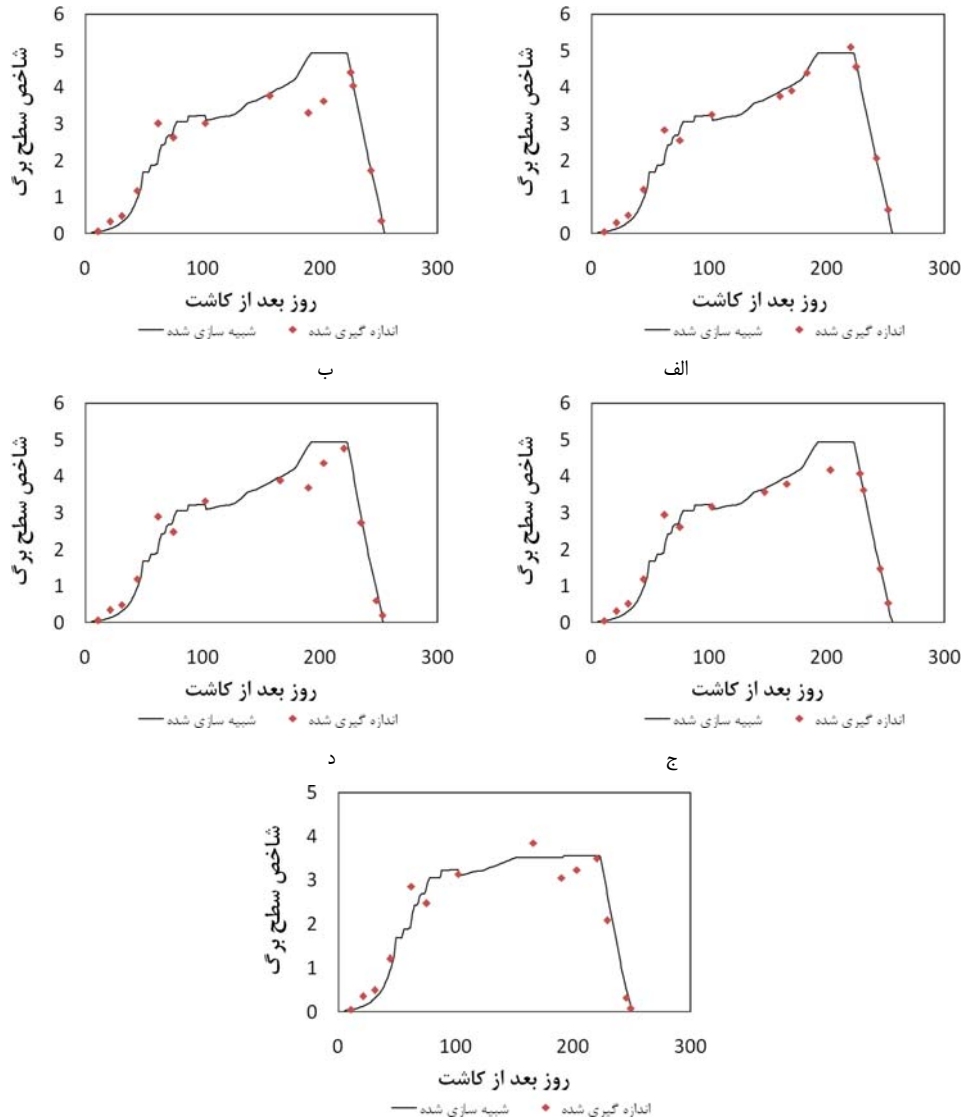 شاخص سطح برگ
6
5
4
3
2
1
0
0 100 200 300
روز بعد از کاشت
اندازه گیری شده شبیه سازی شده
الف
شاخص سطح برگ
6
5
4
3
2
1
0
0 100 200 300
روز بعد از کاشت
اندازه گیری شده شبیه سازی شده
ب
شاخص سطح برگ
6
5
4
3
2
1
0
0 100 200 300
روز بعد از کاشت
اندازه گیری شده شبیه سازی شده
ج
شاخص سطح برگ
6
5
4
3
2
1
0
0 100 200 300
روز بعد از کاشت
اندازه گیری شده شبیه سازی شده
د
شاخص سطح برگ
5
4
3
2
1
0
0 100 200 300
روز بعد از کاشت
اندازه گیری شده شبیه سازی شده